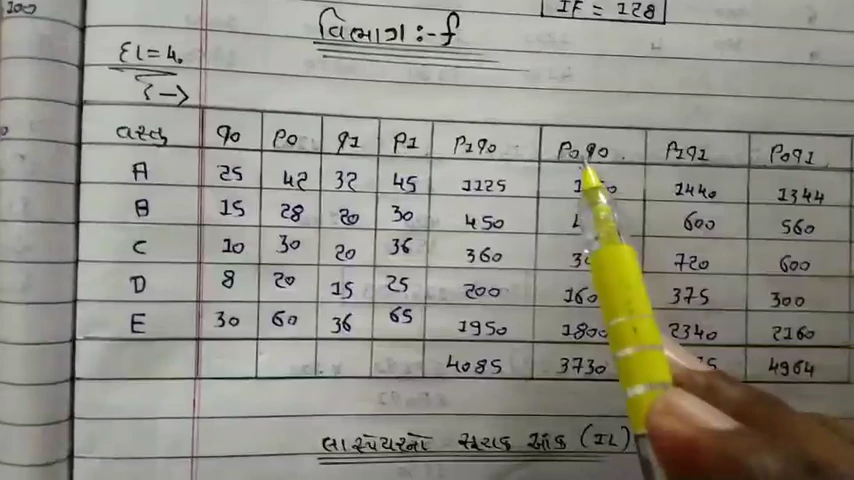 100
IF = 128
વિભાગ :- f
દા = 4.
વસ્તુ q0 p0 q1 p1 p1q0 p0q0 p1q1 p0q1
A 25 42 32 45 1125 1440 1344
B 15 28 20 30 450 600 560
C 10 30 20 36 360 720 600
D 8 20 15 25 200 160 375 300
E 30 60 36 65 1950 1800 2340 2160
4085 3730 4964
લાસ્પેયરનો સૂચક આંક (IL)